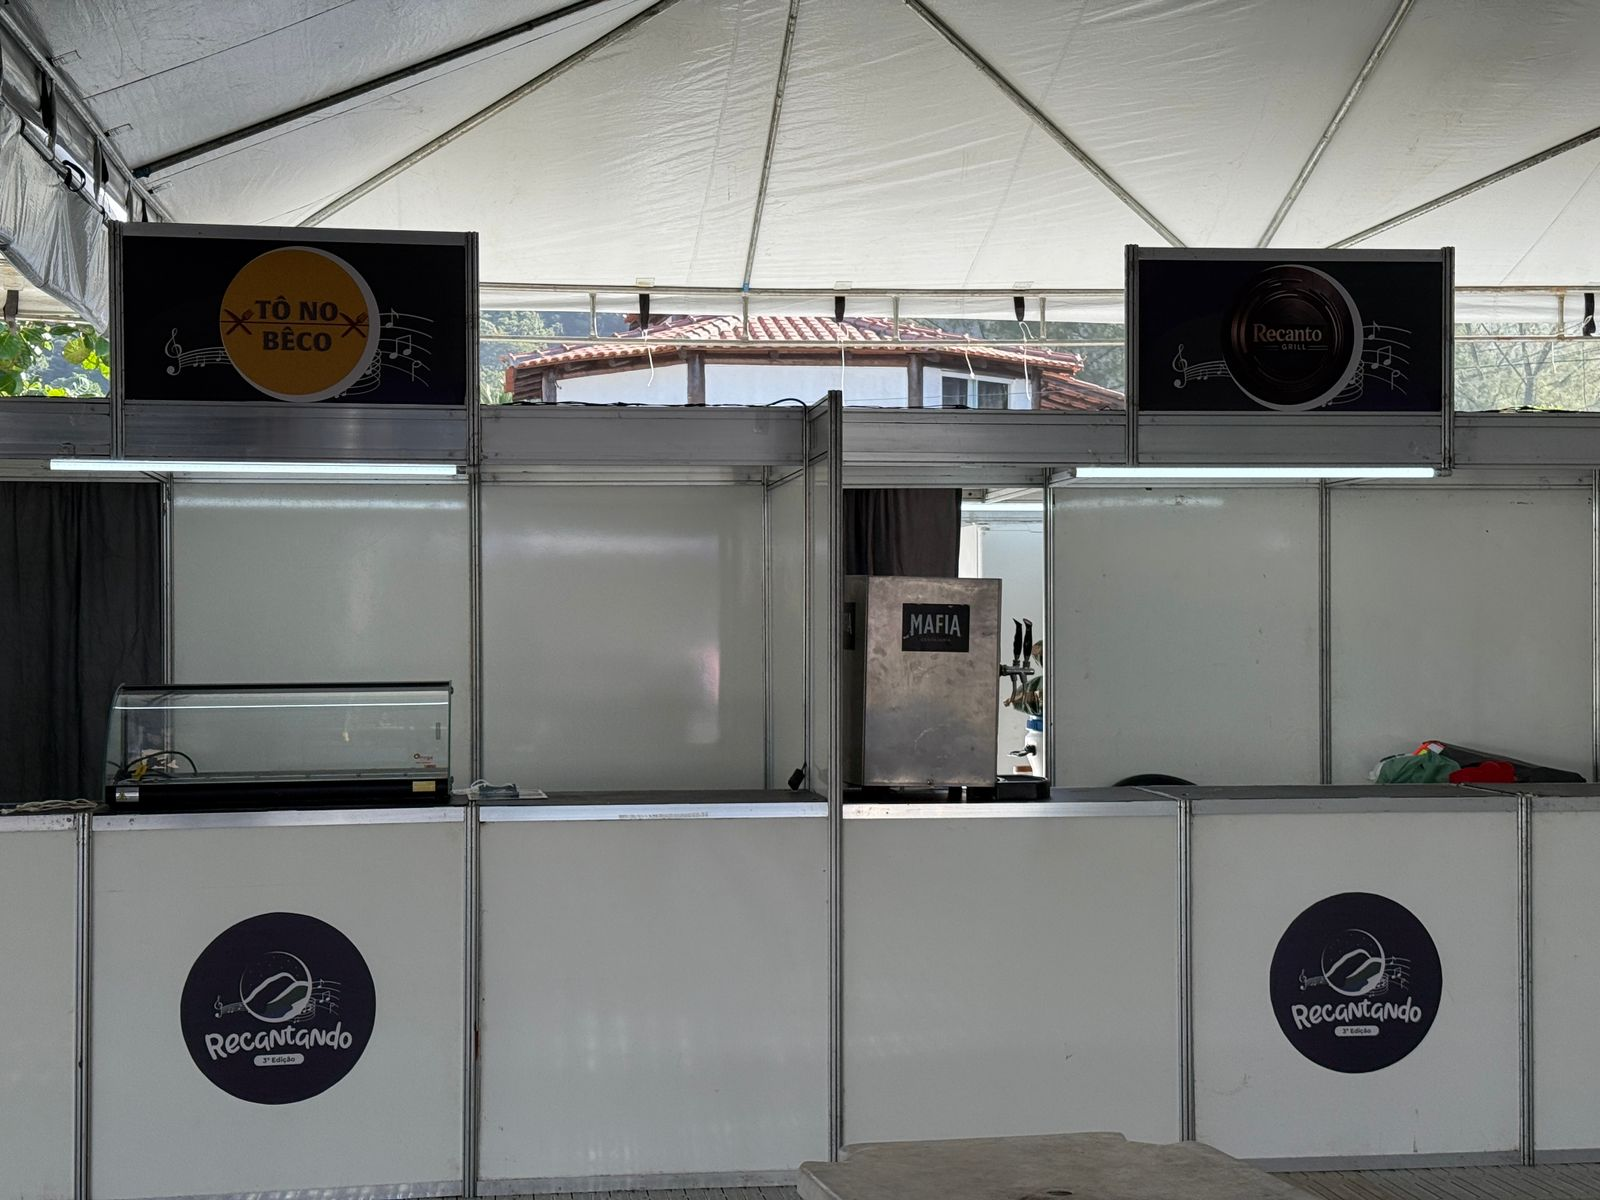 TÔ NO
BÊCO
Recanto
GRILL
MAFIA
Recantando
3ª Edição
Recantando
3ª Edição